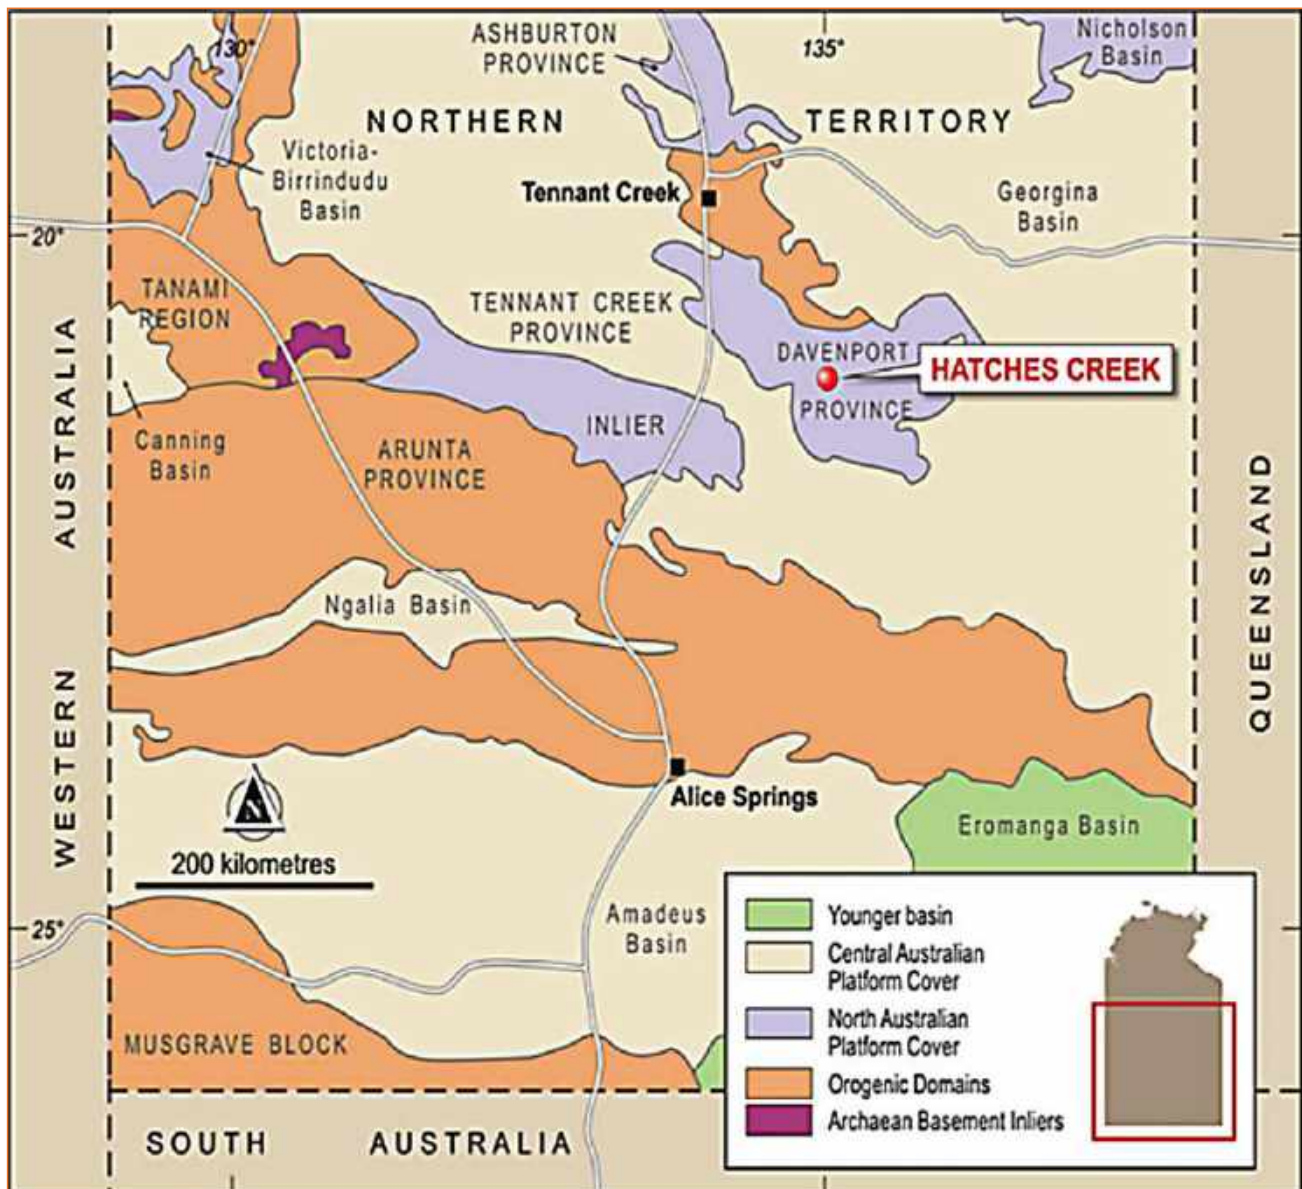 ASHBURTON
PROVINCE
130°
135°
Nicholson
Basin
NORTHERN TERRITORY
Victoria-
Birrindudu
Basin
Tennant Creek
Georgina
Basin
20°
TANAMI
REGION
TENNANT CREEK
PROVINCE
DAVENPORT
PROVINCE
HATCHES CREEK
INLIER
Canning
Basin
ARUNTA
PROVINCE
WESTERN AUSTRALIA
QUEENSLAND
Ngalia Basin
Alice Springs
Eromanga Basin
N
200 kilometres
25°
Amadeus
Basin
MUSGRAVE BLOCK
SOUTH AUSTRALIA
Younger basin
Central Australian
Platform Cover
North Australian
Platform Cover
Orogenic Domains
Archaean Basement Inliers